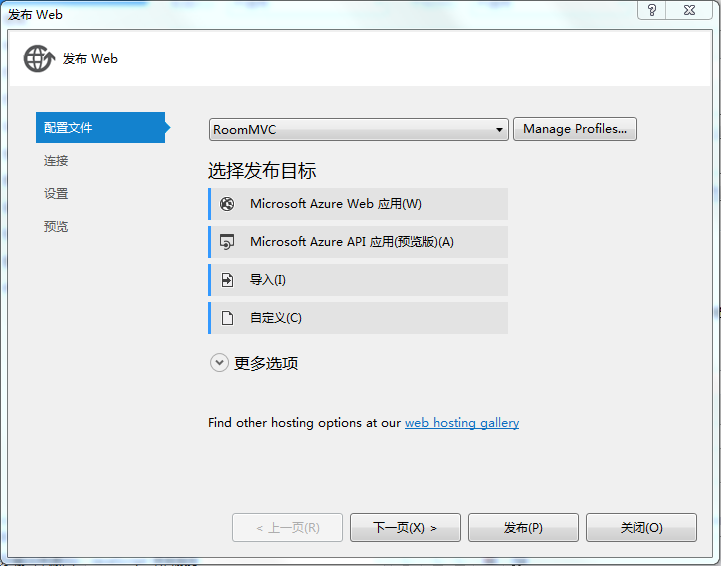 发布 Web
发布 Web
配置文件
连接
设置
预览
RoomMVC
Manage Profiles...
选择发布目标
Microsoft Azure Web 应用(W)
Microsoft Azure API 应用(预览版)(A)
导入(I)
自定义(C)
更多选项
Find other hosting options at our web hosting gallery
< 上一页(R)
下一页(X) >
发布(P)
关闭(O)